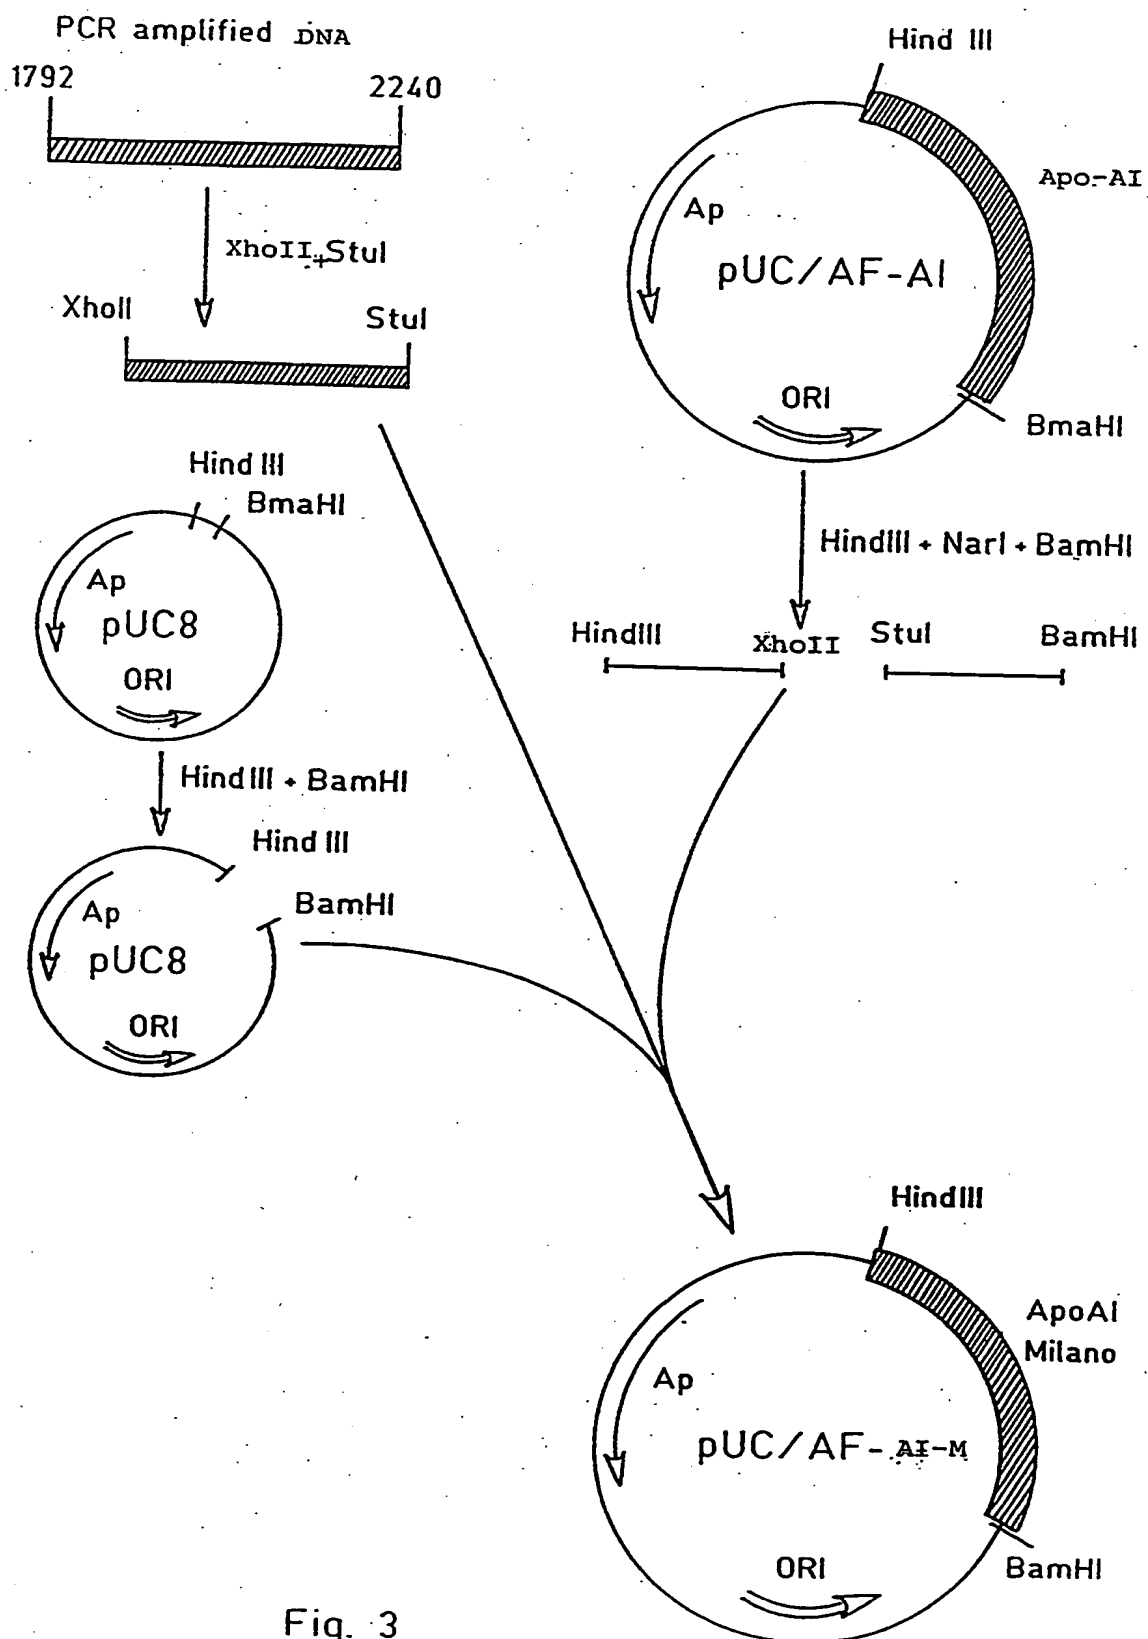 PCR amplified DNA
1792
2240
XhoII + StuI
XhoII
StuI
Hind III
BmaHI
Ap
pUC8
ORI
HindIII + BamHI
Hind III
BamHI
Ap
pUC8
ORI
Hind III
Apo-AI
Ap
pUC/AF-AI
ORI
BmaHI
HindIII + NarI + BamHI
HindIII
XhoII
StuI
BamHI
HindIII
ApoAI
Milano
Ap
pUC/AF-AI-M
ORI
BamHI
Fig. 3